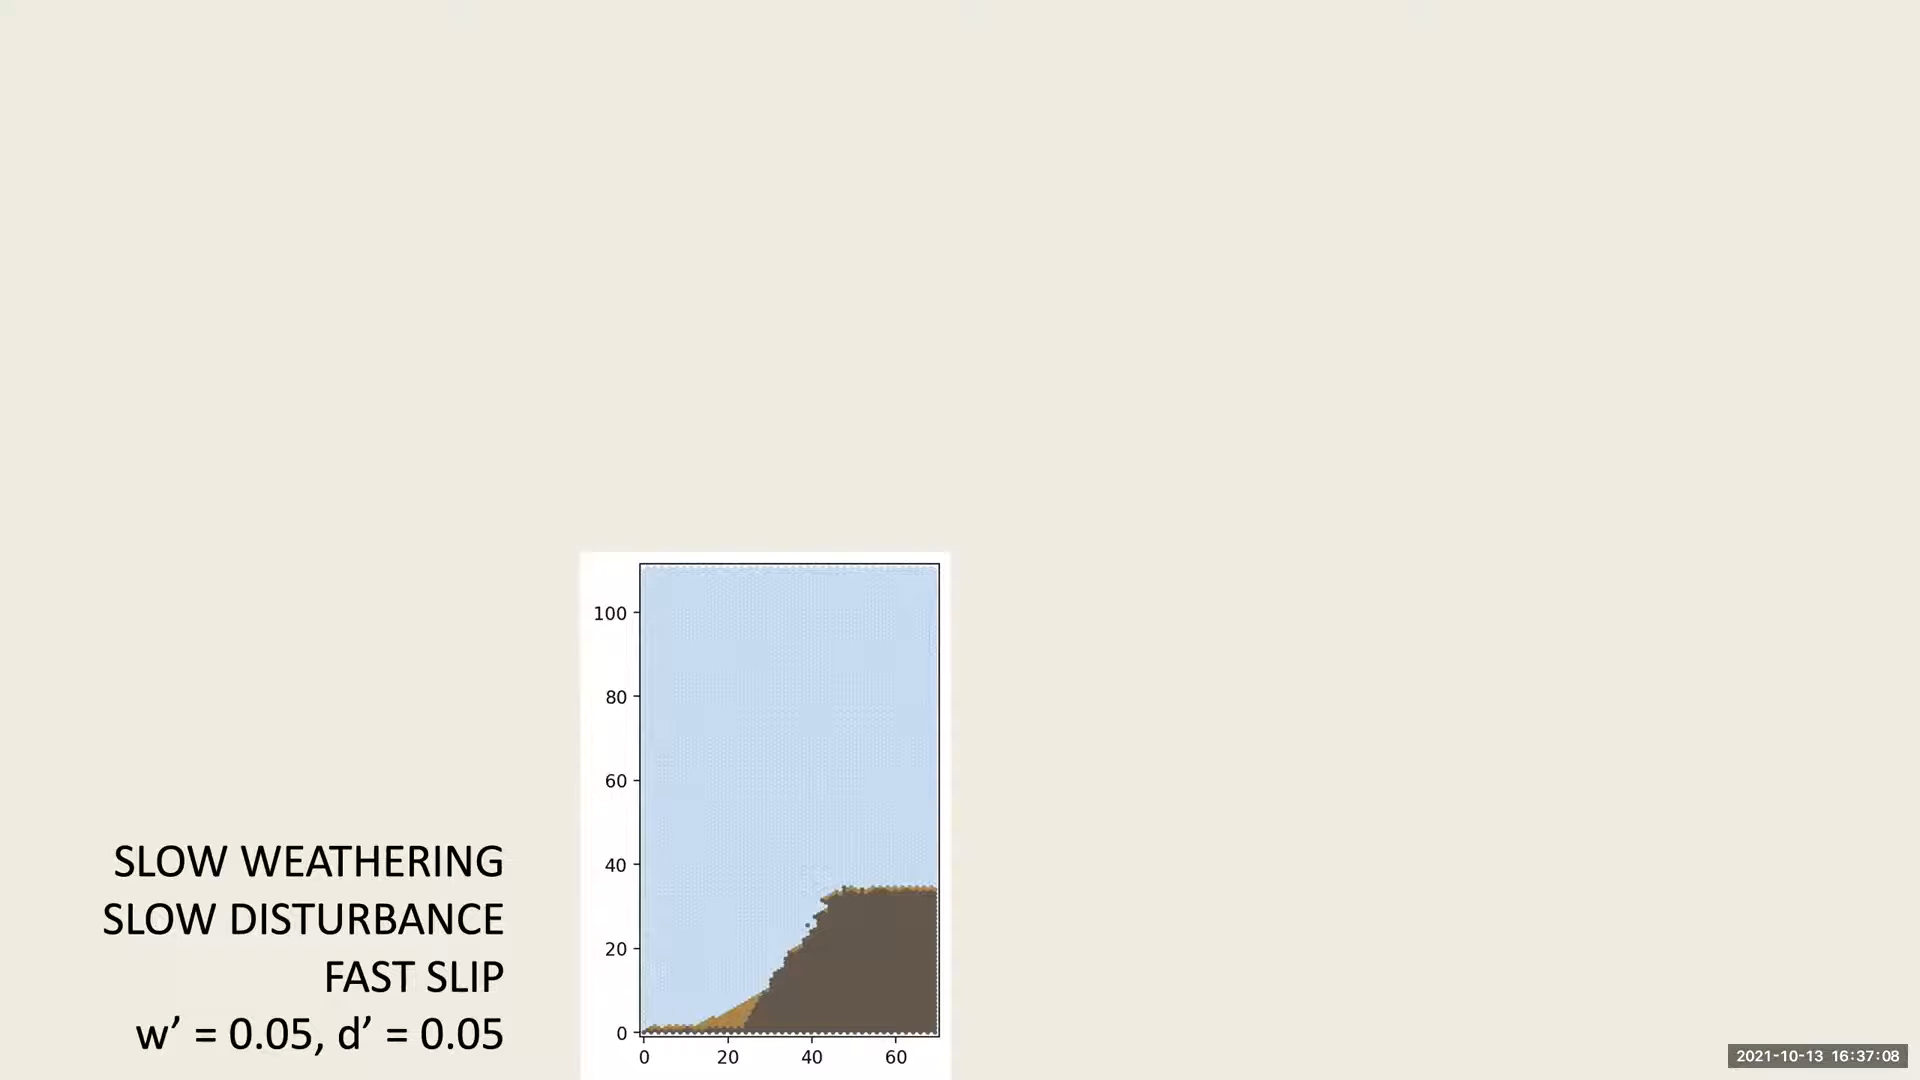 100
80
60
40
20
0
0 20 40 60
SLOW WEATHERING
SLOW DISTURBANCE
FAST SLIP
w’ = 0.05, d’ = 0.05
2021-10-13 16:37:08